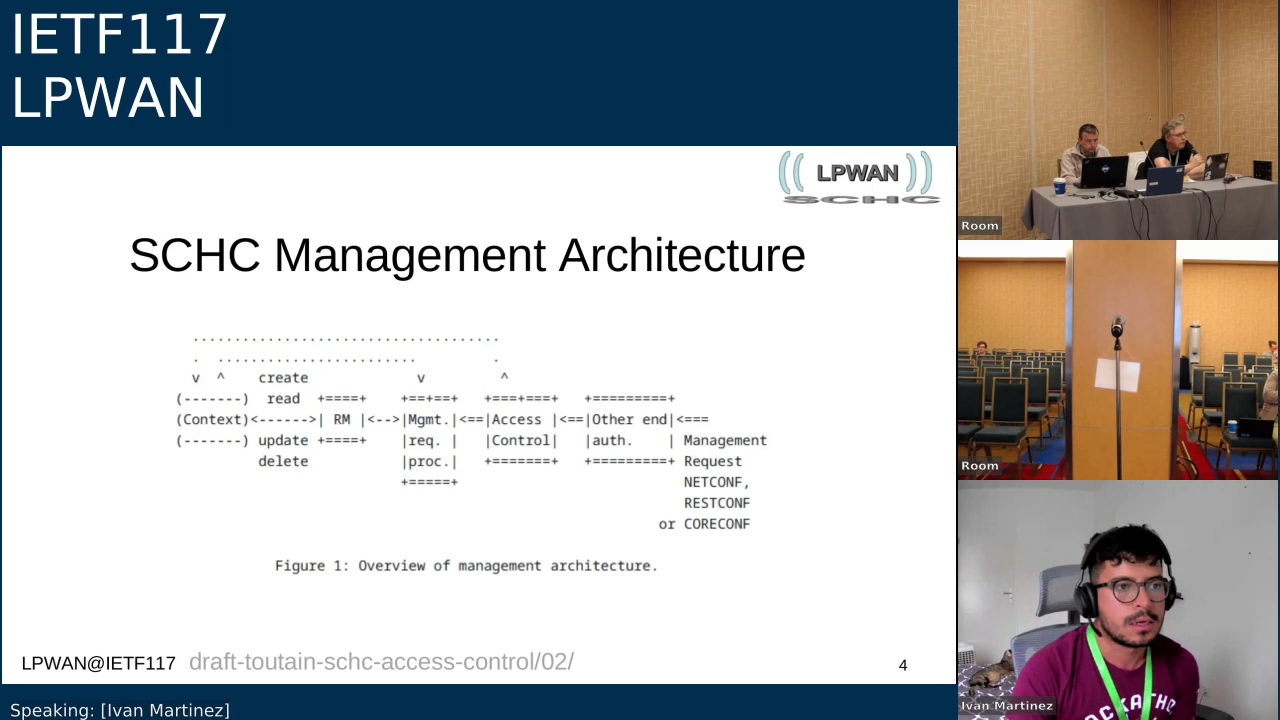 IETF117
LPWAN
LPWAN
SCHC
SCHC Management Architecture
....................................
.  ........................         .
v  ^    create             v         ^
(-------)  read  +====+    +==+==+   +===+===+   +=========+
(Context)<------>| RM |<-->|Mgmt.|<==|Access |<==|Other end|<===
(-------) update +====+    |req. |   |Control|   |auth.    | Management
delete           |proc.|   +=======+   +=========+ Request
+=====+                           NETCONF,
RESTCONF
or CORECONF
Figure 1: Overview of management architecture.
LPWAN@IETF117 draft-toutain-schc-access-control/02/ 4
Speaking: [Ivan Martinez]
Room
Room
Ivan Martinez